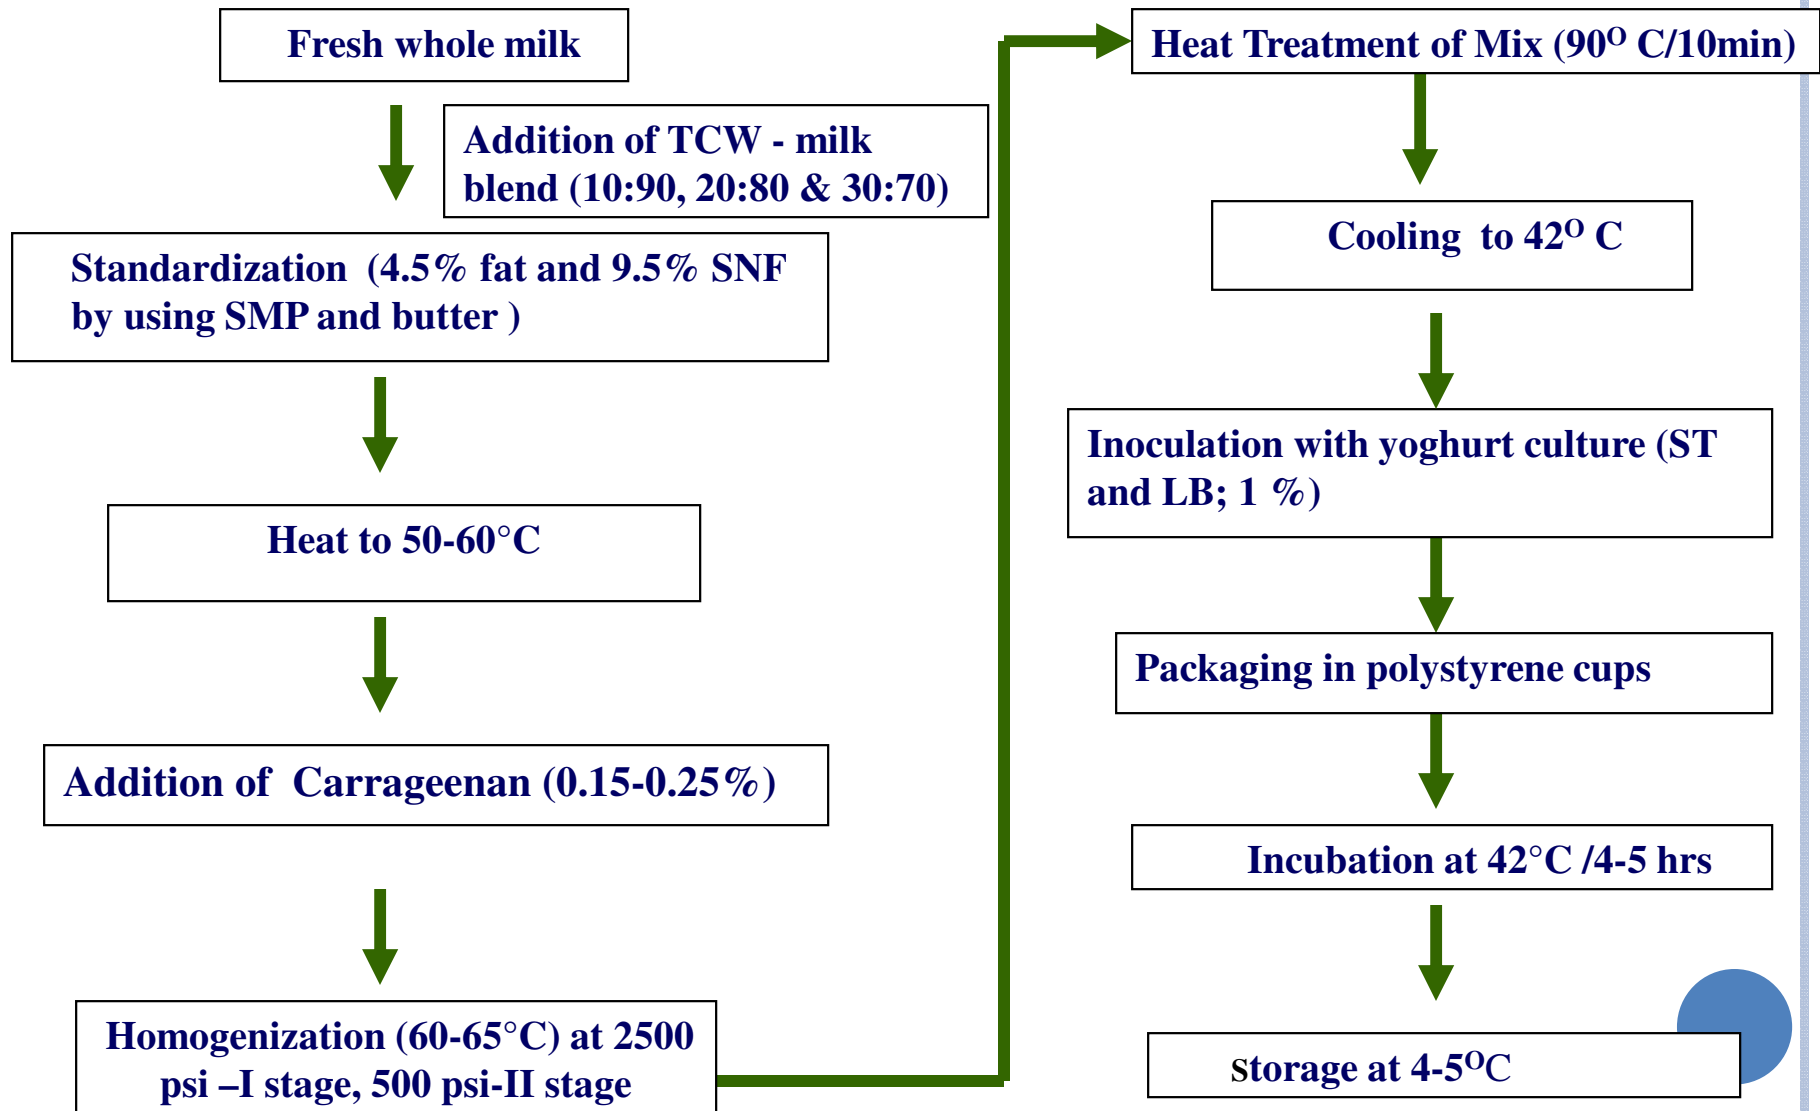 Fresh whole milk
Addition of TCW - milk
blend (10:90, 20:80 & 30:70)
Standardization (4.5% fat and 9.5% SNF
by using SMP and butter )
Heat to 50-60°C
Addition of Carrageenan (0.15-0.25%)
Homogenization (60-65°C) at 2500
psi –I stage, 500 psi-II stage
Heat Treatment of Mix (90ᴼ C/10min)
Cooling to 42ᴼ C
Inoculation with yoghurt culture (ST
and LB; 1 %)
Packaging in polystyrene cups
Incubation at 42°C /4-5 hrs
storage at 4-5ᴼC